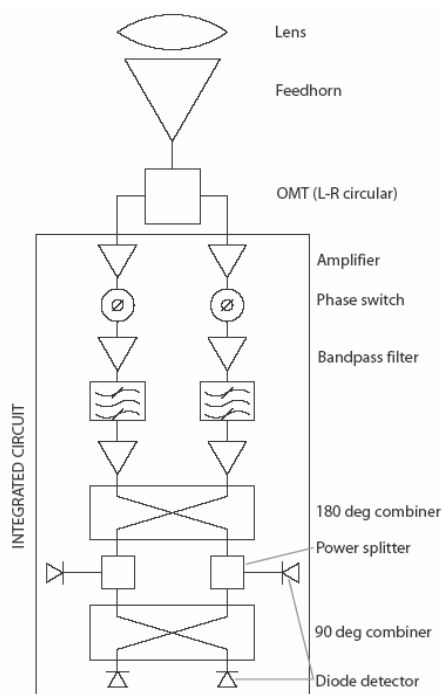 Lens
Feedhorn
OMT (L-R circular)
Amplifier
Phase switch
Bandpass filter
INTEGRATED CIRCUIT
180 deg combiner
Power splitter
90 deg combiner
Diode detector